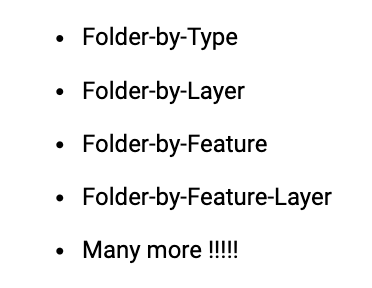 • Folder-by-Type
• Folder-by-Layer
• Folder-by-Feature
• Folder-by-Feature-Layer
• Many more !!!!!